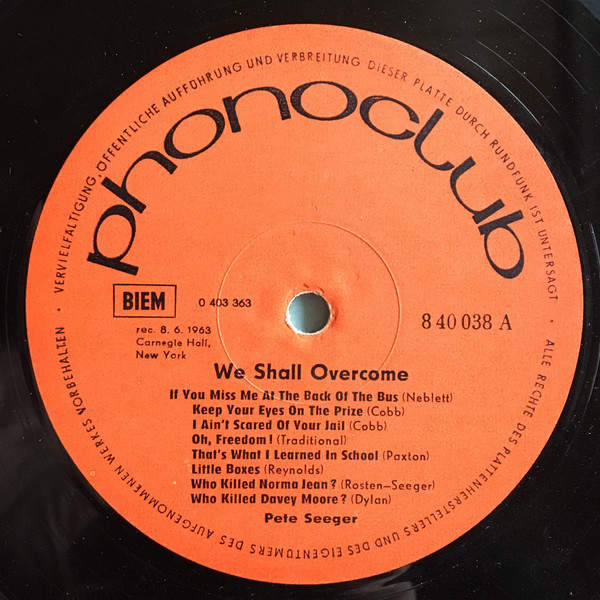 VERVIELFÄLTIGUNG, ÖFFENTLICHE AUFFÜHRUNG UND VERBREITUNG DIESER PLATTE DURCH RUNDFUNK IST UNTERSAGT • ALLE RECHTE DES PLATTENHERSTELLERS UND DES EIGENTÜMERS DES AUFGENOMMENEN WERKES VORBEHALTEN •
phonoclub
BIEM
0 403 363
8 40 038 A
rec. 8. 6. 1963
Carnegie Hall,
New York
We Shall Overcome
If You Miss Me At The Back Of The Bus (Neblett)
Keep Your Eyes On The Prize (Cobb)
I Ain't Scared Of Your Jail (Cobb)
Oh, Freedom! (Traditional)
That's What I Learned In School (Paxton)
Little Boxes (Reynolds)
Who Killed Norma Jean? (Rosten-Seeger)
Who Killed Davey Moore? (Dylan)
Pete Seeger